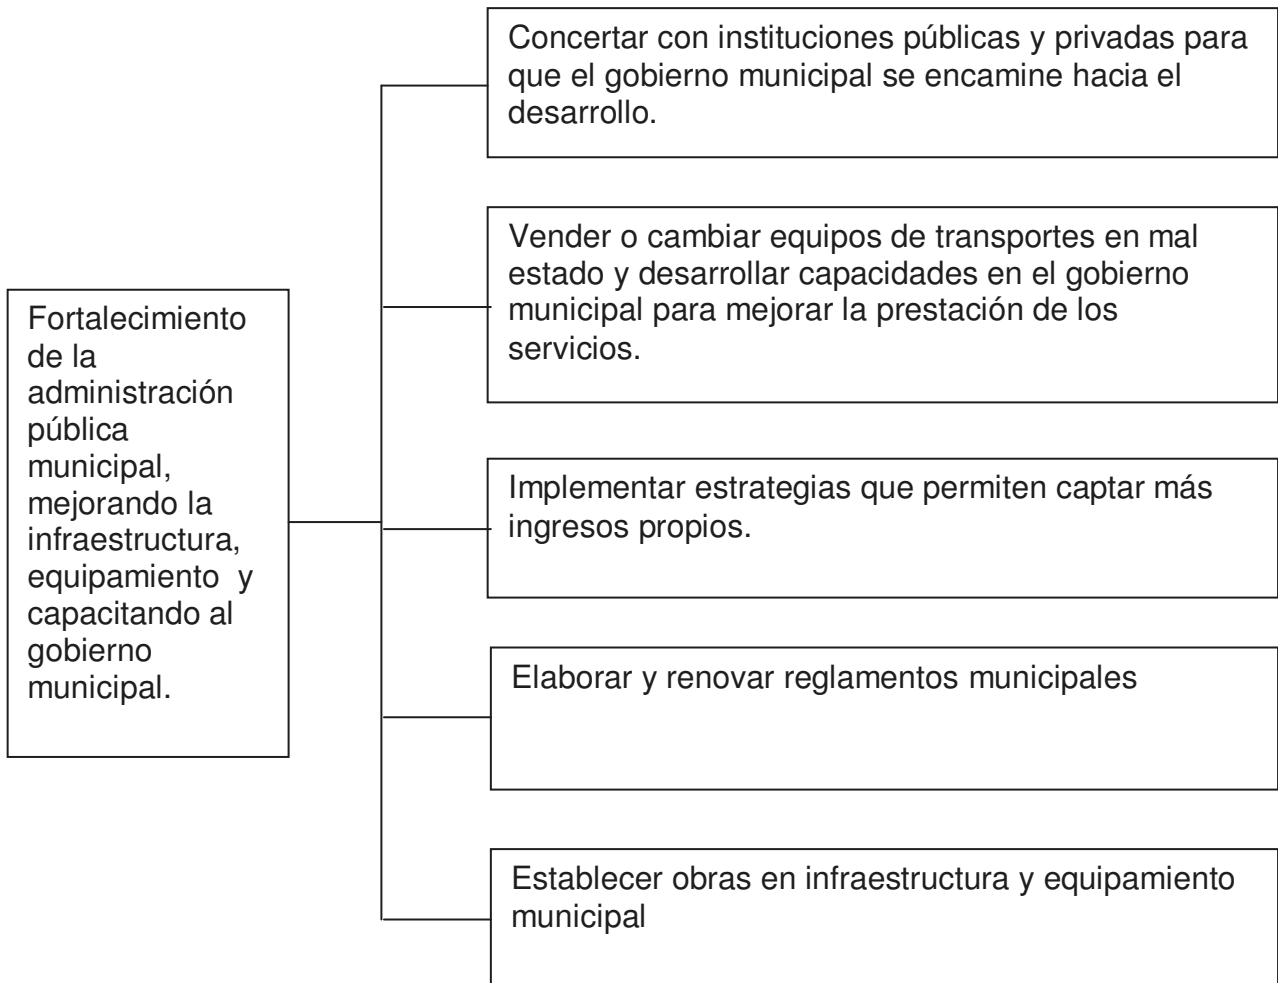 Concertar con instituciones públicas y privadas para
que el gobierno municipal se encamine hacia el
desarrollo.
Vender o cambiar equipos de transportes en mal
estado y desarrollar capacidades en el gobierno
municipal para mejorar la prestación de los
servicios.
Fortalecimiento
de la
administración
pública
municipal,
mejorando la
infraestructura,
equipamiento y
capacitando al
gobierno
municipal.
Implementar estrategias que permiten captar más
ingresos propios.
Elaborar y renovar reglamentos municipales
Establecer obras en infraestructura y equipamiento
municipal